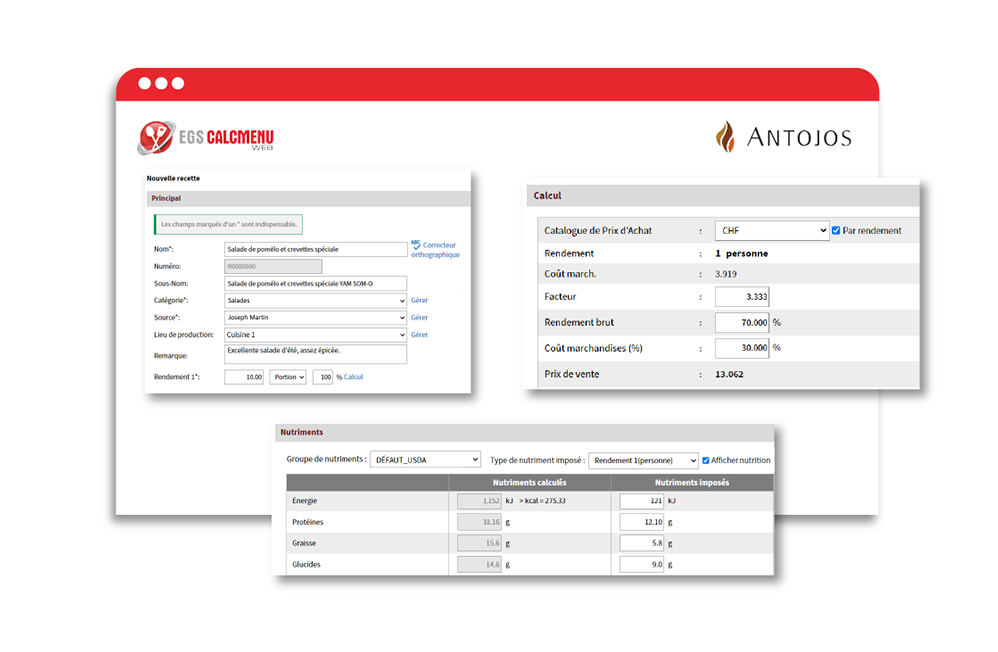 EGS CALCMENU
WEB
ANTOJOS
Nouvelle recette
Principal
Les champs marqués d'un * sont indispensable.
Nom*: Salade de pomélo et crevettes spéciale ABC Correcteur
orthographique
Numéro: R0000980
Sous-Nom: Salade de pomélo et crevettes spéciale YAM SOM-O
Catégorie*: Salades Gérer
Source*: Joseph Martin Gérer
Lieu de production: Cuisine 1 Gérer
Remarque: Excellente salade d'été, assez épicée.
Rendement 1*: 10.00 Portion 100 % Calcul
Calcul
Catalogue de Prix d'Achat : CHF Par rendement
Rendement : 1 personne
Coût march. : 3.919
Facteur : 3.333
Rendement brut : 70.000 %
Coût marchandises (%) : 30.000 %
Prix de vente : 13.062
Nutriments
Groupe de nutriments : DÉFAUT_USDA Type de nutriment imposé : Rendement 1(personne) Afficher nutrition
Nutriments calculés Nutriments imposés
Energie 1,152 kJ > kcal = 275.33 121 kJ
Protéines 18.16 g 12.10 g
Graisse 15.6 g 5.8 g
Glucides 14.6 g 9.0 g